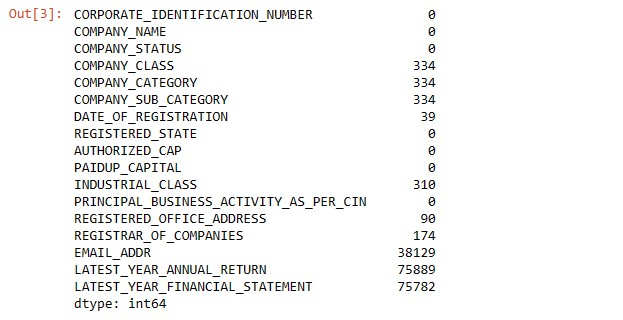 Out[3]: CORPORATE_IDENTIFICATION_NUMBER 0
COMPANY_NAME 0
COMPANY_STATUS 0
COMPANY_CLASS 334
COMPANY_CATEGORY 334
COMPANY_SUB_CATEGORY 334
DATE_OF_REGISTRATION 39
REGISTERED_STATE 0
AUTHORIZED_CAP 0
PAIDUP_CAPITAL 0
INDUSTRIAL_CLASS 310
PRINCIPAL_BUSINESS_ACTIVITY_AS_PER_CIN 0
REGISTERED_OFFICE_ADDRESS 90
REGISTRAR_OF_COMPANIES 174
EMAIL_ADDR 38129
LATEST_YEAR_ANNUAL_RETURN 75889
LATEST_YEAR_FINANCIAL_STATEMENT 75782
dtype: int64